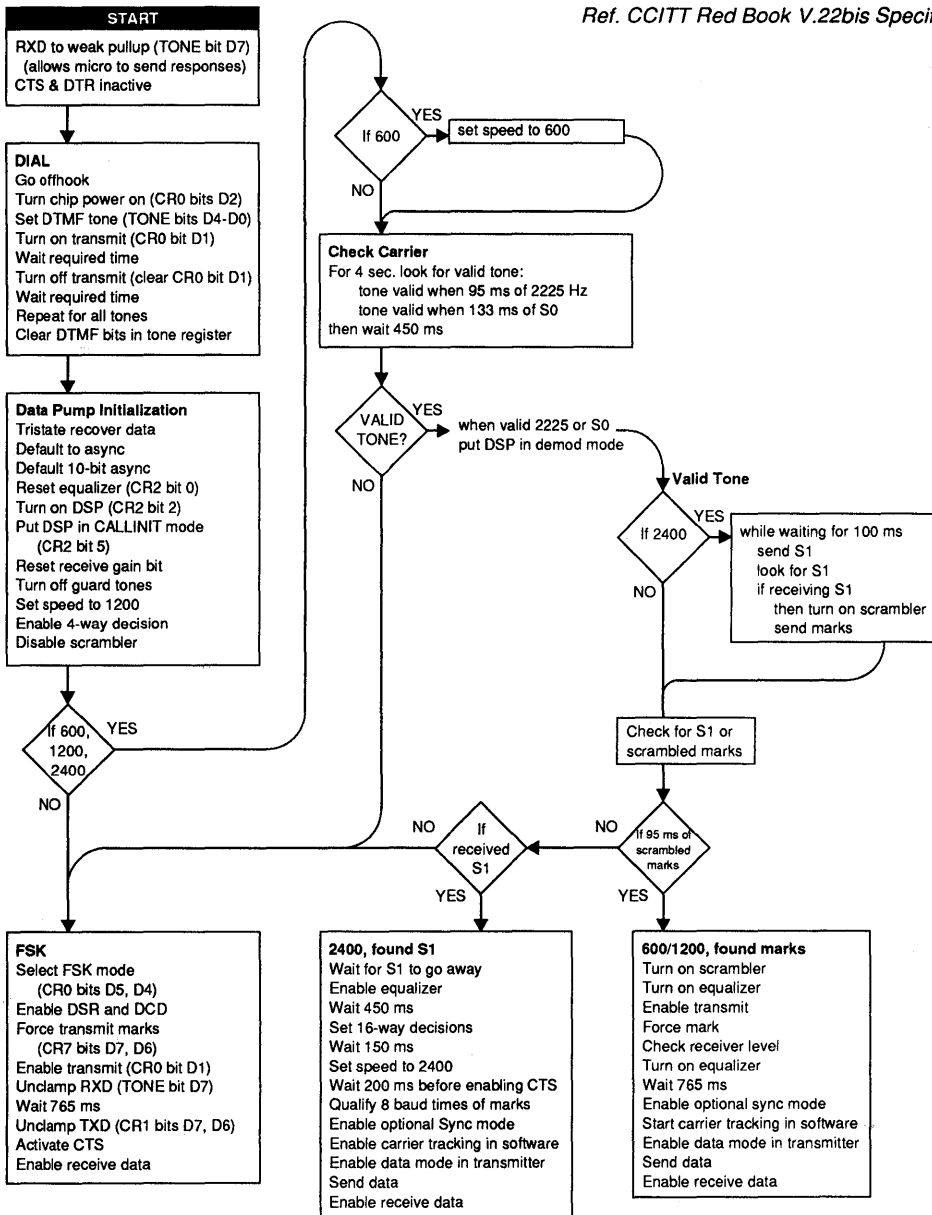 Ref. CCITT Red Book V.22bis
START
RXD to weak pullup (TONE bit D7)
(allows micro to send responses)
CTS & DTR inactive
DIAL
Go offhook
Turn chip power on (CR0 bits D2)
Set DTMF tone (TONE bits D4-D0)
Turn on transmit (CR0 bit D1)
Wait required time
Turn off transmit (clear CR0 bit D1)
Wait required time
Repeat for all tones
Clear DTMF bits in tone register
Data Pump Initialization
Tristate recover data
Default to async
Default 10-bit async
Reset equalizer (CR2 bit 0)
Turn on DSP (CR2 bit 2)
Put DSP in CALLINIT mode
(CR2 bit 5)
Reset receive gain bit
Turn off guard tones
Set speed to 1200
Enable 4-way decision
Disable scrambler
If 600,
1200,
2400
YES
NO
If 600
YES
set speed to 600
NO
Check Carrier
For 4 sec. look for valid tone:
tone valid when 95 ms of 2225 Hz
tone valid when 133 ms of S0
then wait 450 ms
VALID
TONE?
YES
when valid 2225 or S0
put DSP in demod mode
NO
Valid Tone
If 2400
YES
while waiting for 100 ms
send S1
look for S1
if receiving S1
then turn on scrambler
send marks
NO
Check for S1 or
scrambled marks
If 95 ms of
scrambled
marks
NO
YES
If
received
S1
NO
YES
FSK
Select FSK mode
(CR0 bits D5, D4)
Enable DSR and DCD
Force transmit marks
(CR7 bits D7, D6)
Enable transmit (CR0 bit D1)
Unclamp RXD (TONE bit D7)
Wait 765 ms
Unclamp TXD (CR1 bits D7, D6)
Activate CTS
Enable receive data
2400, found S1
Wait for S1 to go away
Enable equalizer
Wait 450 ms
Set 16-way decisions
Wait 150 ms
Set speed to 2400
Wait 200 ms before enabling CTS
Qualify 8 baud times of marks
Enable optional Sync mode
Enable carrier tracking in software
Enable data mode in transmitter
Send data
Enable receive data
600/1200, found marks
Turn on scrambler
Turn on equalizer
Enable transmit
Force mark
Check receiver level
Turn on equalizer
Wait 765 ms
Enable optional sync mode
Start carrier tracking in software
Enable data mode in transmitter
Send data
Enable receive data